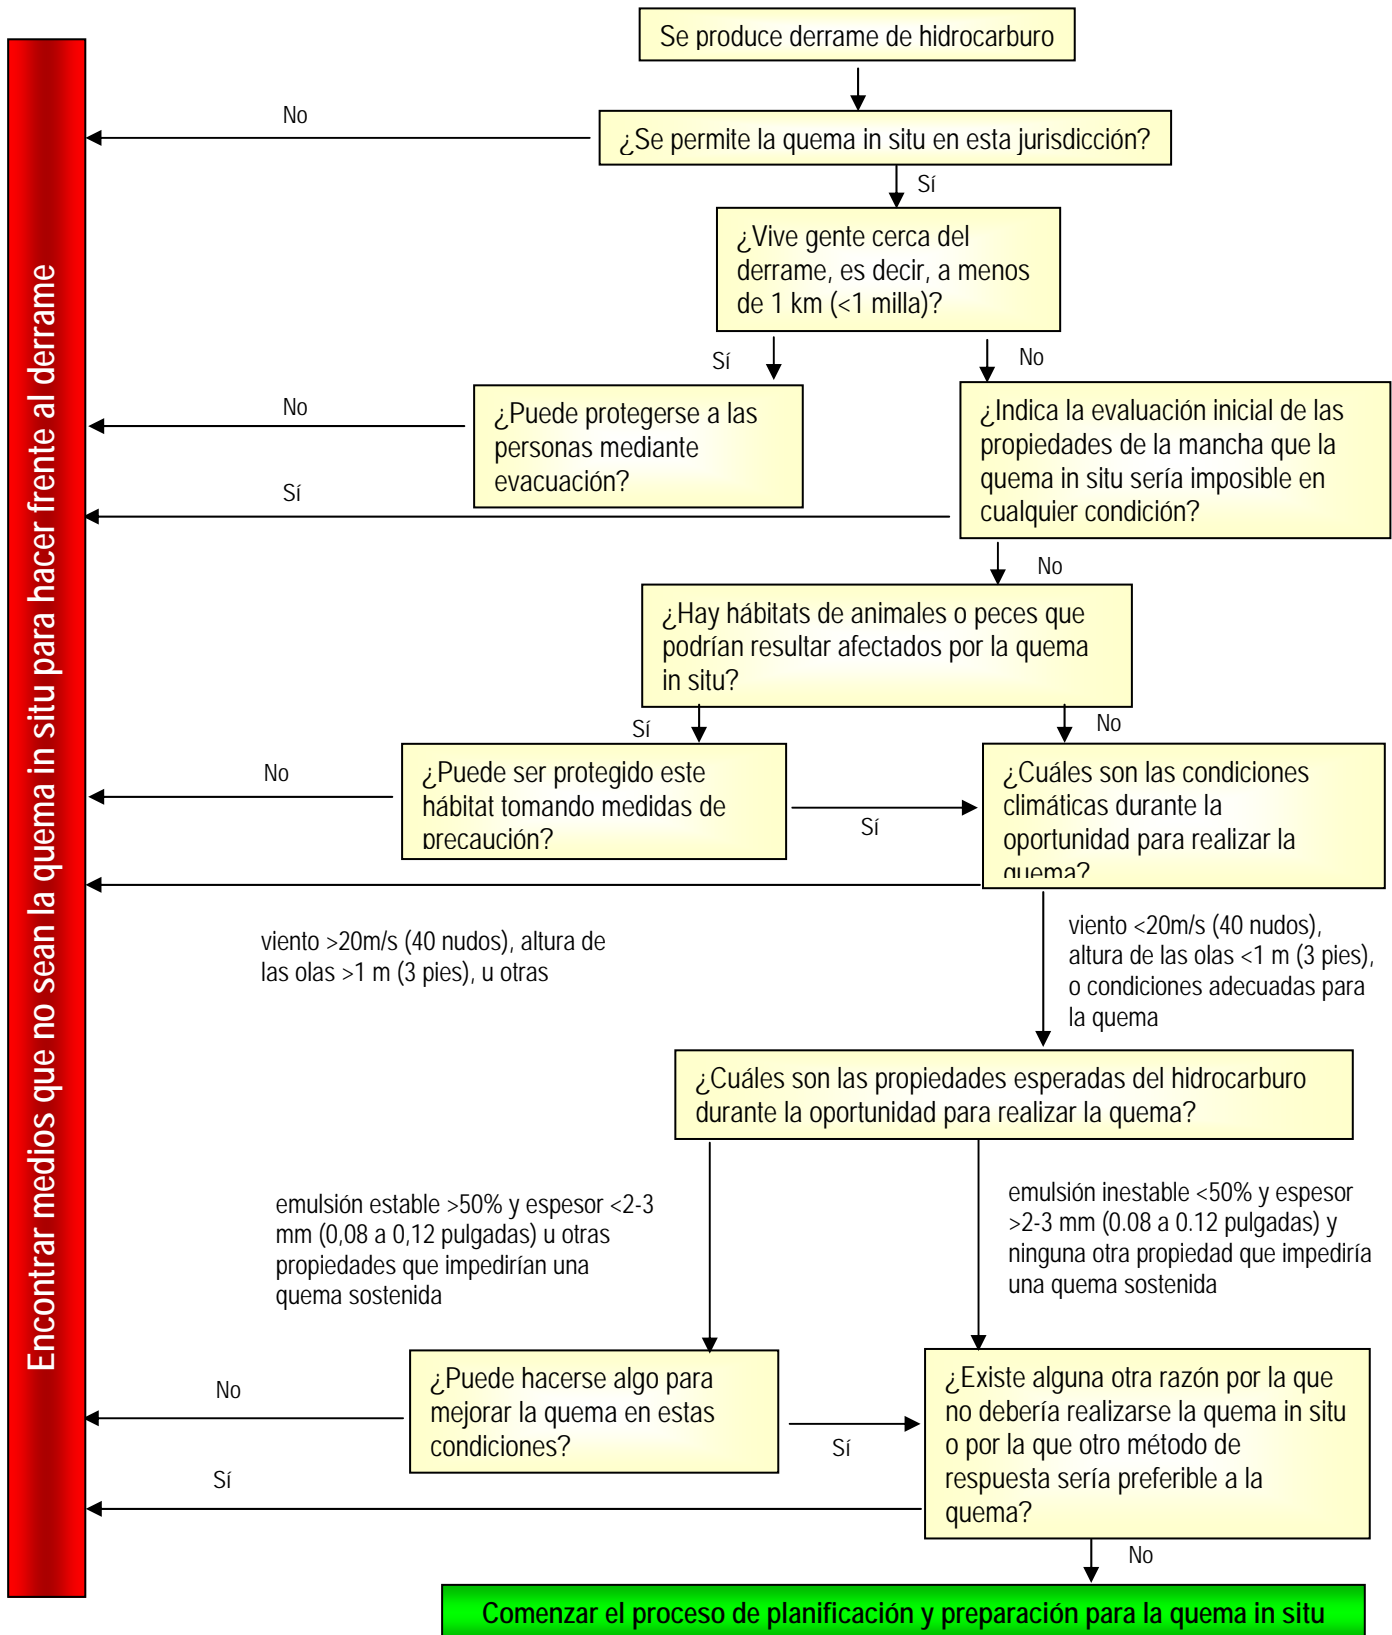 Se produce derrame de hidrocarburo
No
¿Se permite la quema in situ en esta jurisdicción?
Sí
¿Vive gente cerca del
derrame, es decir, a menos
de 1 km (<1 milla)?
Sí
No
¿Puede protegerse a las
personas mediante
evacuación?
No
¿Indica la evaluación inicial de las
propiedades de la mancha que la
quema in situ sería imposible en
cualquier condición?
Sí
No
¿Hay hábitats de animales o peces que
podrían resultar afectados por la quema
in situ?
Sí
No
¿Puede ser protegido este
hábitat tomando medidas de
precaución?
No
Sí
¿Cuáles son las condiciones
climáticas durante la
oportunidad para realizar la
quema?
viento >20m/s (40 nudos), altura de
las olas >1 m (3 pies), u otras
viento <20m/s (40 nudos),
altura de las olas <1 m (3 pies),
o condiciones adecuadas para
la quema
¿Cuáles son las propiedades esperadas del hidrocarburo
durante la oportunidad para realizar la quema?
emulsión estable >50% y espesor <2-3
mm (0,08 a 0,12 pulgadas) u otras
propiedades que impedirían una
quema sostenida
emulsión inestable <50% y espesor
>2-3 mm (0.08 a 0.12 pulgadas) y
ninguna otra propiedad que impediría
una quema sostenida
¿Puede hacerse algo para
mejorar la quema en estas
condiciones?
No
Sí
¿Existe alguna otra razón por la que
no debería realizarse la quema in situ
o por la que otro método de
respuesta sería preferible a la
quema?
Sí
No
Comenzar el proceso de planificación y preparación para la quema in situ
Encontrar medios que no sean la quema in situ para hacer frente al derrame